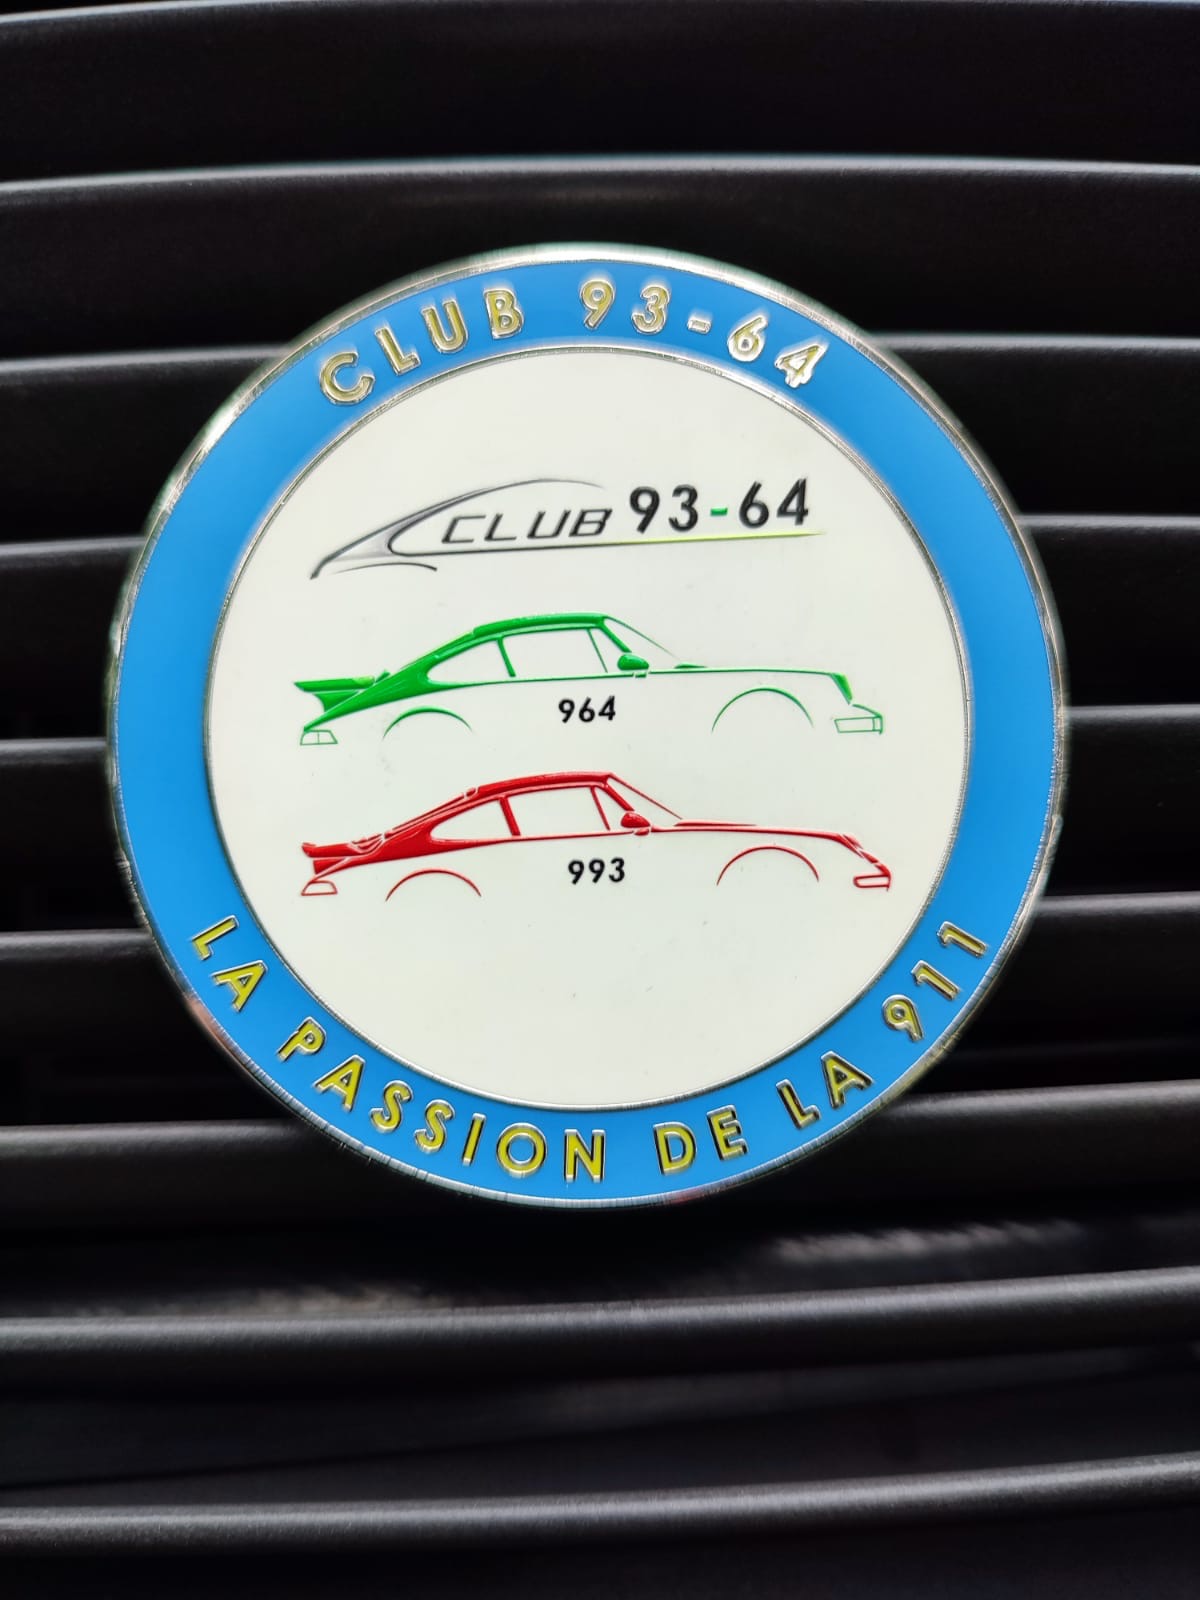 CLUB 93-64
CLUB 93-64
964
993
LA PASSION DE LA 911